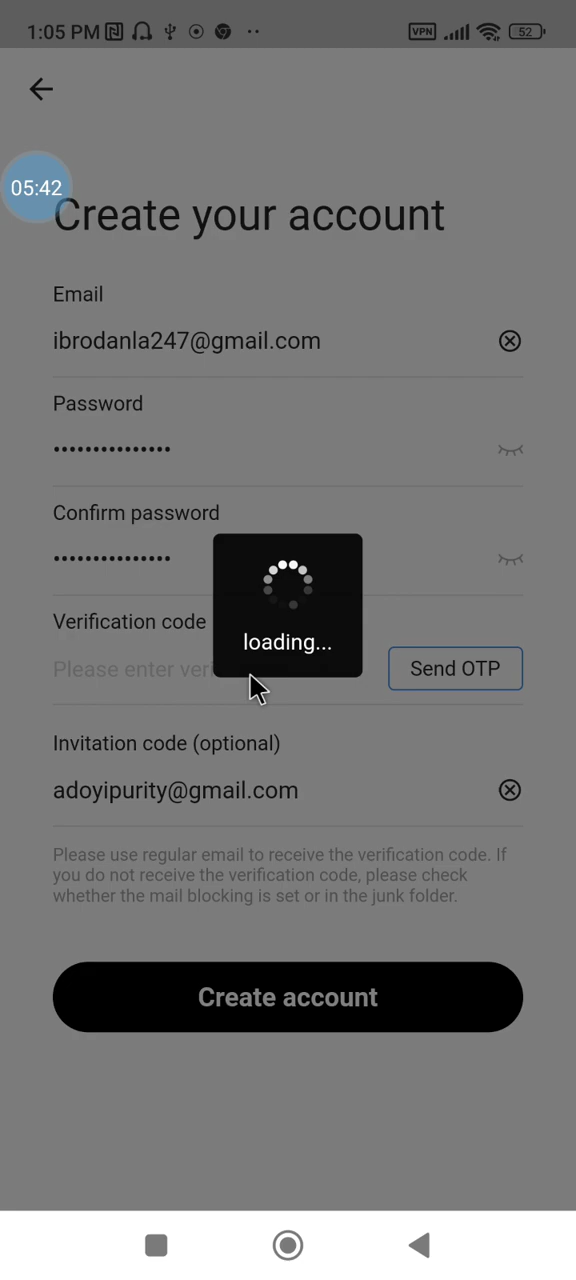 1:05 PM
VPN
52
05:42
Create your account
Email
ibrodanla247@gmail.com
Password
Confirm password
Verification code
Please enter veri
Send OTP
loading...
Invitation code (optional)
adoyipurity@gmail.com
Please use regular email to receive the verification code. If
you do not receive the verification code, please check
whether the mail blocking is set or in the junk folder.
Create account